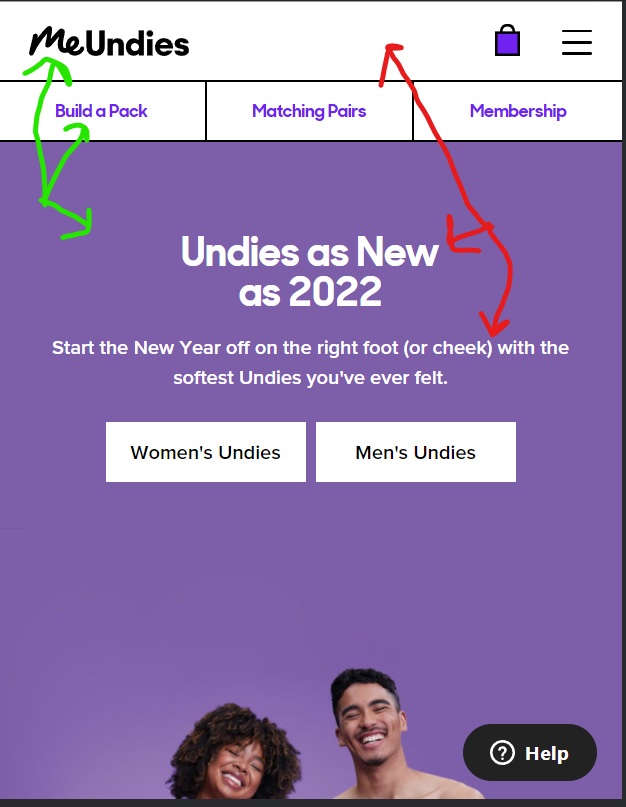 MeUndies
Build a Pack
Matching Pairs
Membership
Undies as New
as 2022
Start the New Year off on the right foot (or cheek) with the
softest Undies you've ever felt.
Women's Undies
Men's Undies
? Help